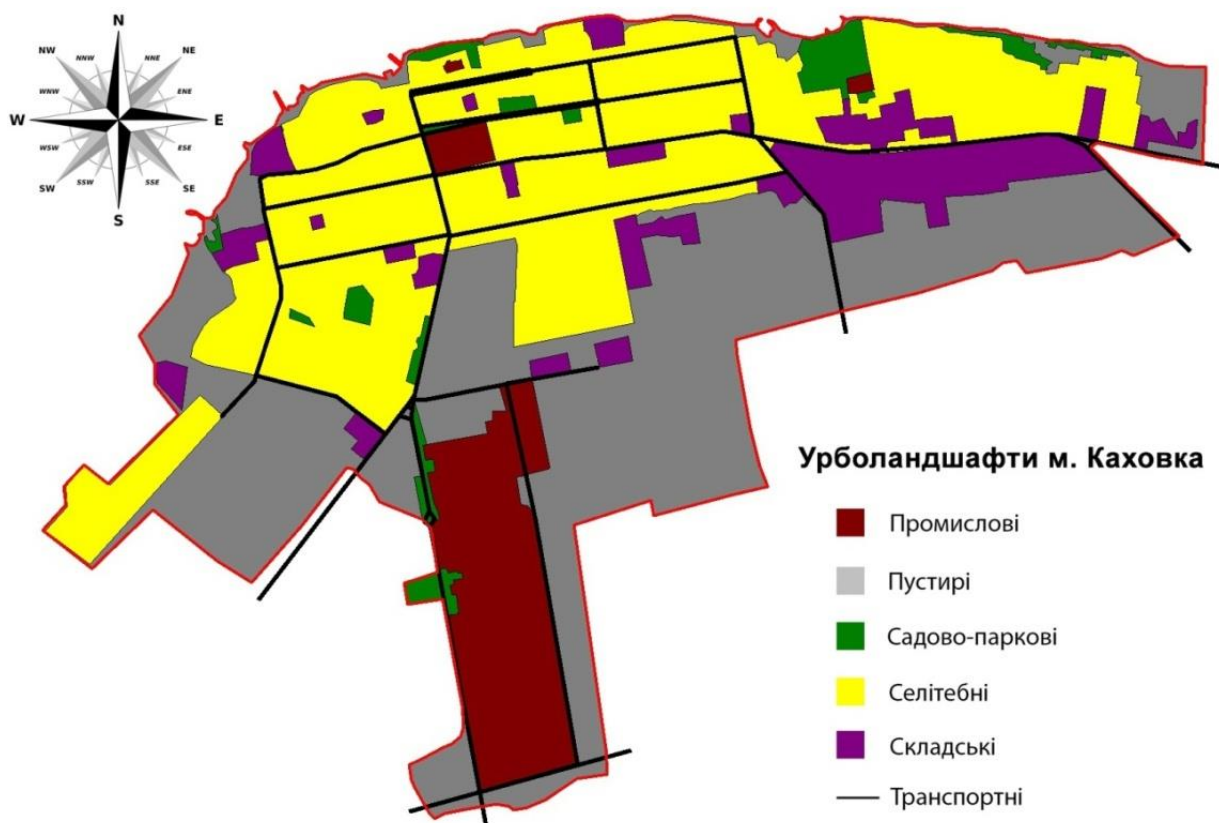 N
NNW
NNE
NW
NE
WNW
ENE
W
E
WSW
ESE
SW
SE
SSW
SSE
S
Урболандшафти м. Каховка
Промислові
Пустирі
Садово-паркові
Селітебні
Складські
Транспортні